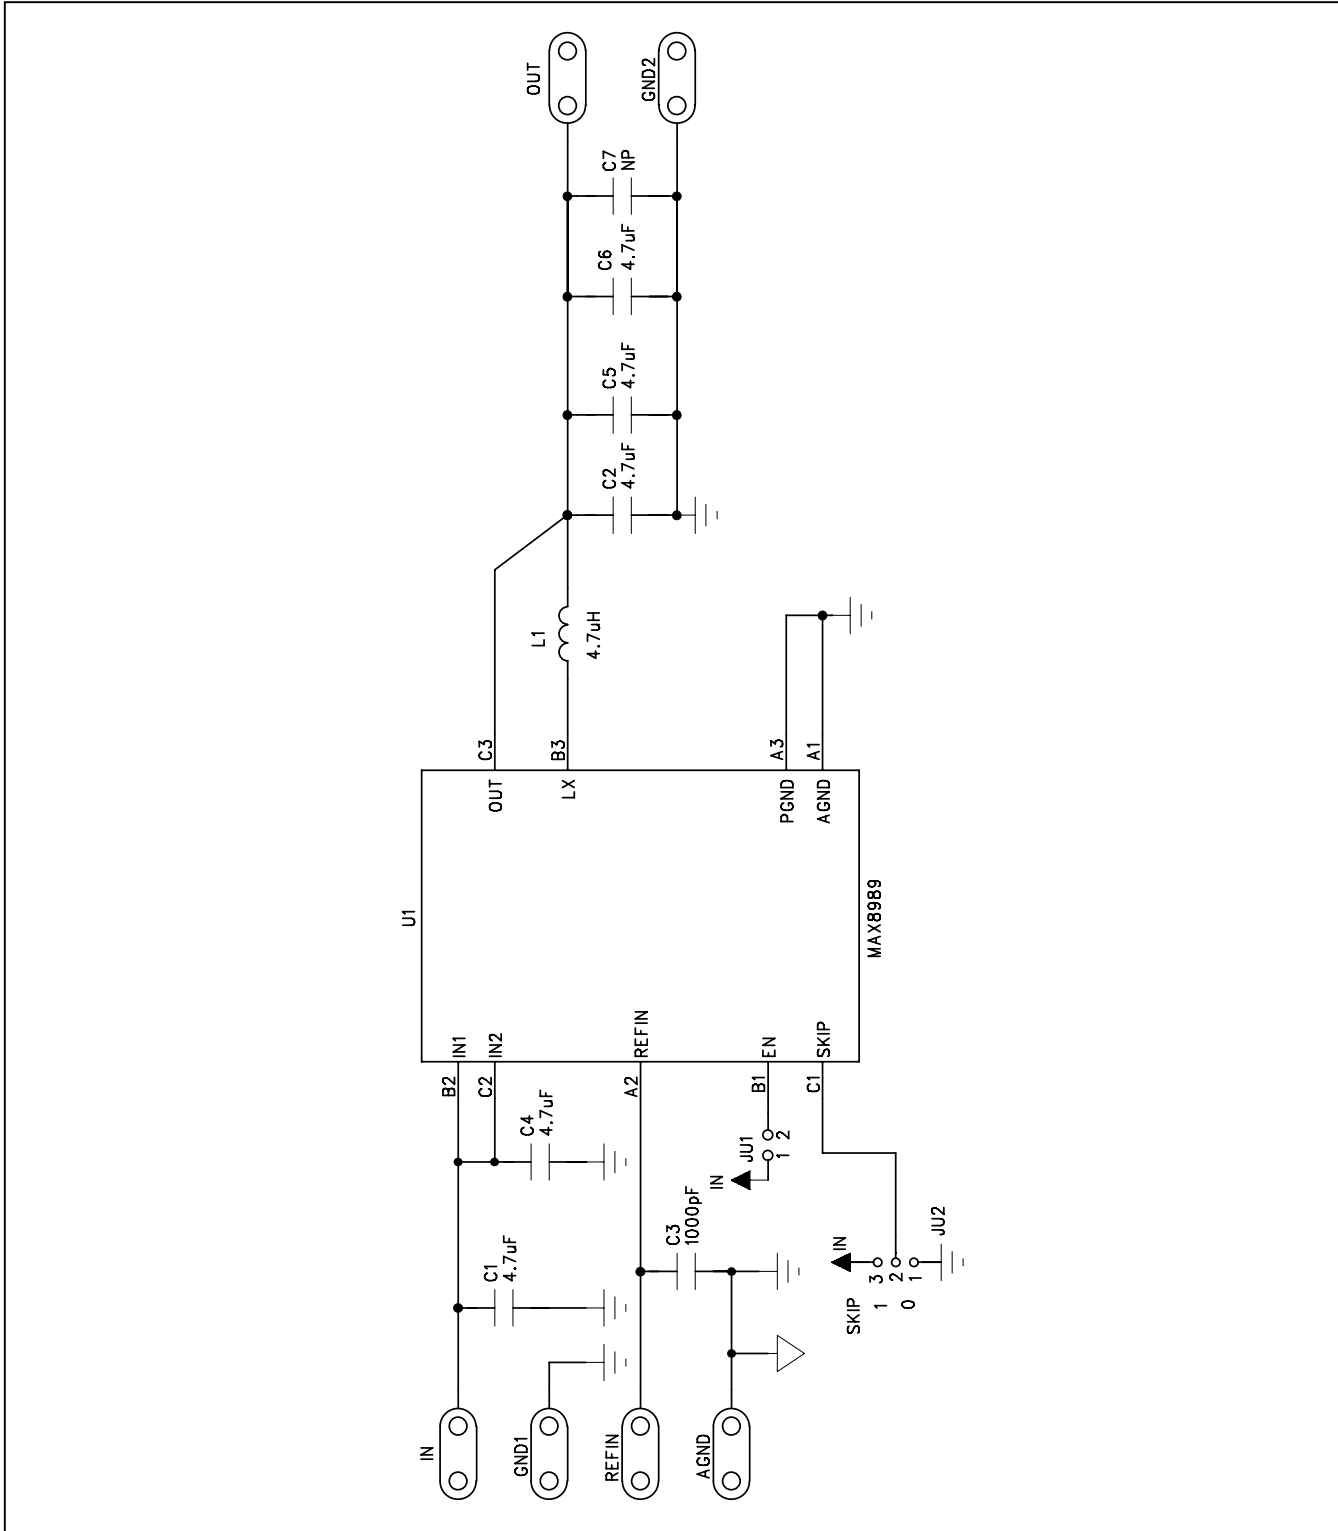 IN
GND1
REFIN
AGND
C1
4.7uF
C4
4.7uF
C3
1000pF
IN
JU1
1
2
IN
SKIP
1
0
3
2
1
JU2
B2
C2
A2
B1
C1
IN1
IN2
REFIN
EN
SKIP
U1
MAX8989
OUT
LX
PGND
AGND
C3
B3
A3
A1
L1
4.7uH
C2
4.7uF
C5
4.7uF
C6
4.7uF
C7
NP
OUT
GND2